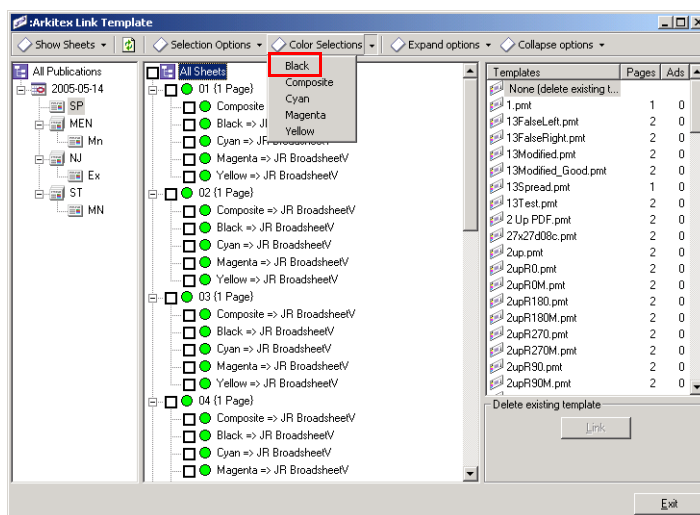 :Arkitex Link Template
Show Sheets
Selection Options
Color Selections
Expand options
Collapse options
All Publications
2005-05-14
SP
MEN
Mn
NJ
Ex
ST
MN
All Sheets
01 {1 Page}
Composite
Black => JR
Cyan => JR BroadsheetV
Magenta => JR BroadsheetV
Yellow => JR BroadsheetV
02 {1 Page}
Composite => JR BroadsheetV
Black => JR BroadsheetV
Cyan => JR BroadsheetV
Magenta => JR BroadsheetV
Yellow => JR BroadsheetV
03 {1 Page}
Composite => JR BroadsheetV
Black => JR BroadsheetV
Cyan => JR BroadsheetV
Magenta => JR BroadsheetV
Yellow => JR BroadsheetV
04 {1 Page}
Composite => JR BroadsheetV
Black => JR BroadsheetV
Cyan => JR BroadsheetV
Magenta => JR BroadsheetV
Black
Composite
Cyan
Magenta
Yellow
Templates Pages Ads
None (delete existing t...
1.pmt 1 0
13FalseLeft.pmt 2 0
13FalseRight.pmt 2 0
13Modified.pmt 2 0
13Modified_Good.pmt 2 0
13Spread.pmt 1 0
13Test.pmt 2 0
2 Up PDF.pmt 2 0
27x27d08c.pmt 2 0
2up.pmt 2 0
2upR0.pmt 2 0
2upR0M.pmt 2 0
2upR180.pmt 2 0
2upR180M.pmt 2 0
2upR270.pmt 2 0
2upR270M.pmt 2 0
2upR90.pmt 2 0
2upR90M.pmt 2 0
Delete existing template
Link
Exit